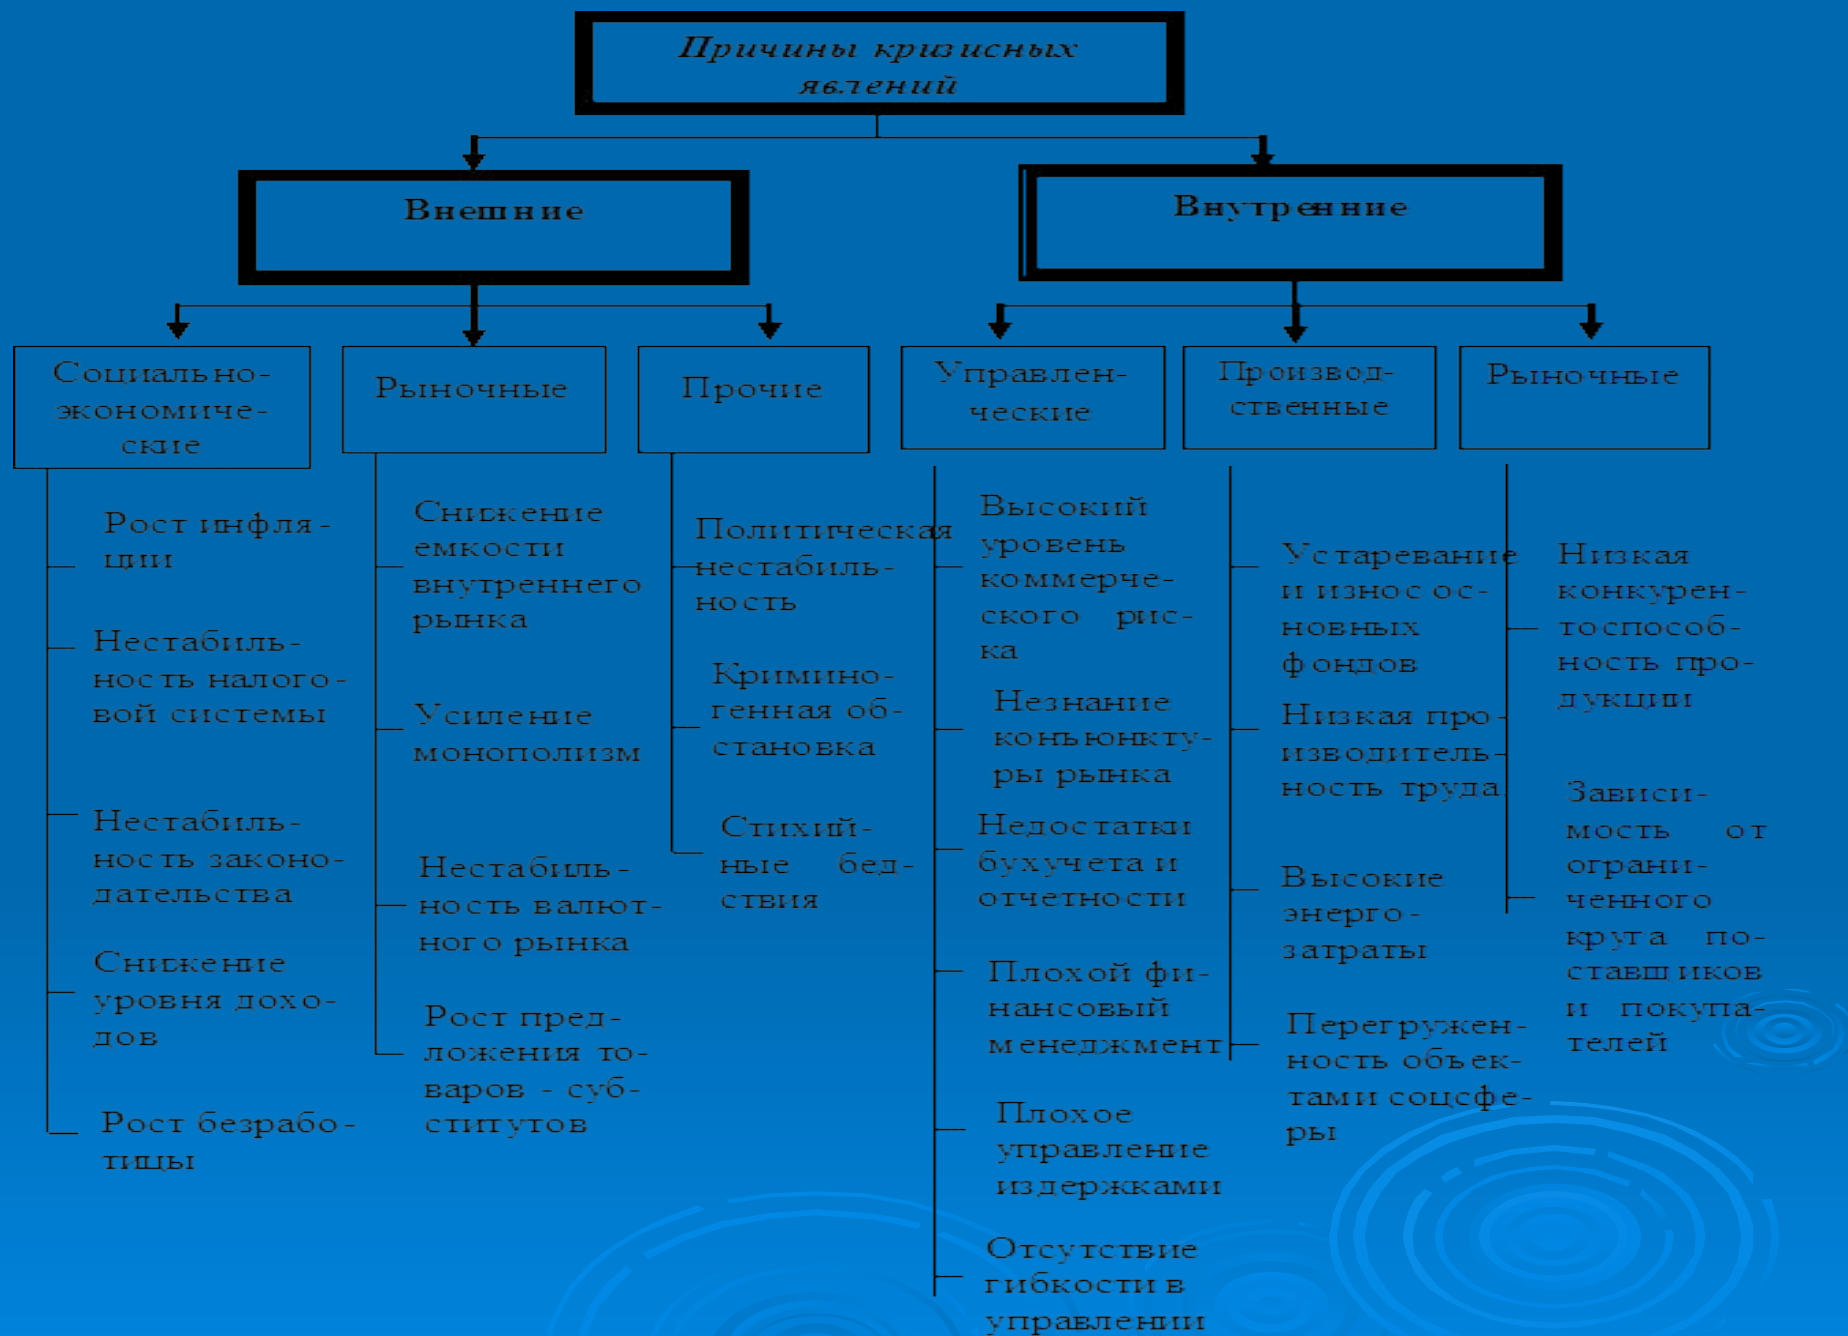 Причины кризисных
явлений
Внешние
Внутренние
Социально-
экономиче-
ские
Рыночные
Прочие
Управлен-
ческие
Производ-
ственные
Рыночные
Рост инфля-
ции
Нестабиль-
ность налого-
вой системы
Нестабиль-
ность законо-
дательства
Снижение
уровня дохо-
дов
Рост безрабо-
тицы
Снижение
емкости
внутреннего
рынка
Усиление
монополизм
Нестабиль-
ность валют-
ного рынка
Рост пред-
ложения то-
варов - суб-
ститутов
Политическая
нестабиль-
ность
Кримино-
генная об-
становка
Стихий-
ные бед-
ствия
Высокий
уровень
коммерче-
ского рис-
ка
Незнание
конъюнкту-
ры рынка
Недостатки
бухучета и
отчетности
Плохой фи-
нансовый
менеджмент
Плохое
управление
издержками
Отсутствие
гибкости в
управлении
Устаревание
и износ ос-
новных
фондов
Низкая про-
изводитель-
ность труда
Высокие
энерго-
затраты
Перегружен-
ность объек-
тами соцсфе-
ры
Низкая
конкурен-
тоспособ-
ность про-
дукции
Зависи-
мость от
ограни-
ченного
круга по-
ставщиков
и покупа-
телей